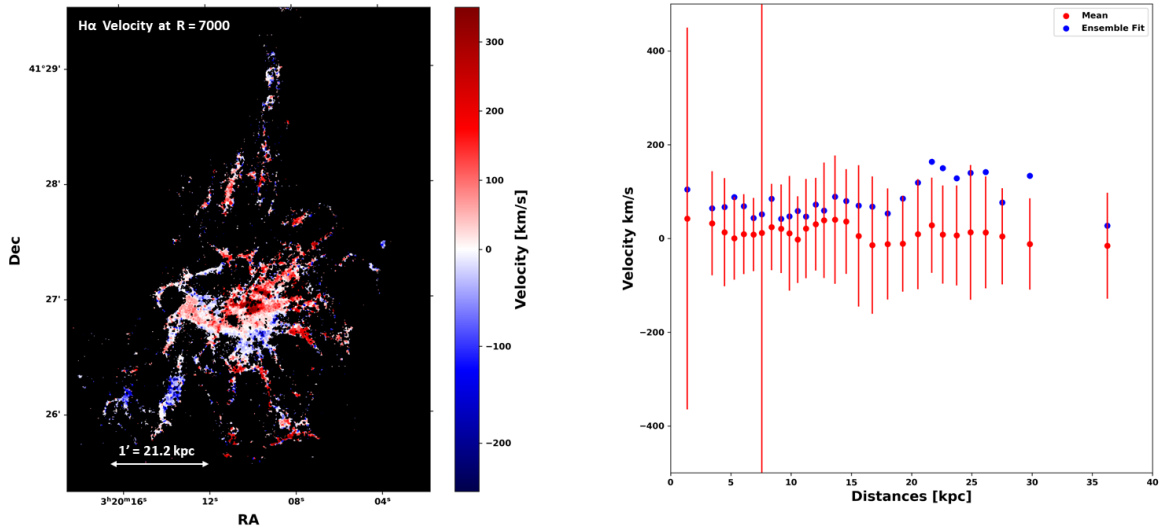 Hα Velocity at R = 7000
41°29'
28'
27'
26'
Dec
1' = 21.2 kpc
3ʰ20ᵐ16ˢ
12ˢ
08ˢ
04ˢ
RA
300
200
100
0
−100
−200
Velocity [km/s]
Mean
Ensemble Fit
400
200
0
−200
−400
Velocity km/s
0
5
10
15
20
25
30
35
40
Distances [kpc]